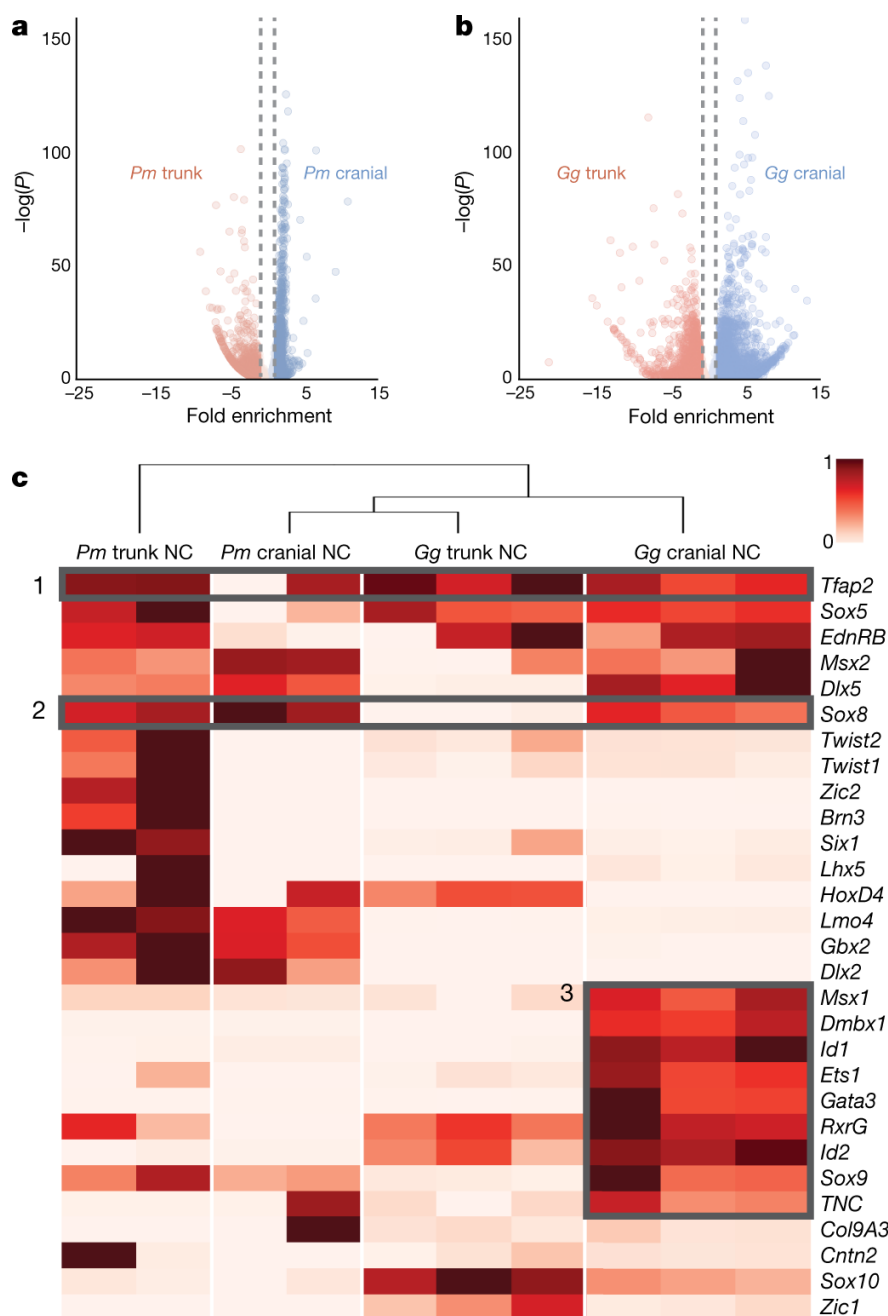 a
b
150
100
50
0
–log(P)
Pm trunk
Pm cranial
–25
–15
–5
5
15
Fold enrichment
150
100
50
0
–log(P)
Gg trunk
Gg cranial
–25
–15
–5
5
15
Fold enrichment
c
1
0
Pm trunk NC
Pm cranial NC
Gg trunk NC
Gg cranial NC
1
Tfap2
Sox5
EdnRB
Msx2
Dlx5
2
Sox8
Twist2
Twist1
Zic2
Brn3
Six1
Lhx5
HoxD4
Lmo4
Gbx2
Dlx2
3
Msx1
Dmbx1
Id1
Ets1
Gata3
RxrG
Id2
Sox9
TNC
Col9A3
Cntn2
Sox10
Zic1